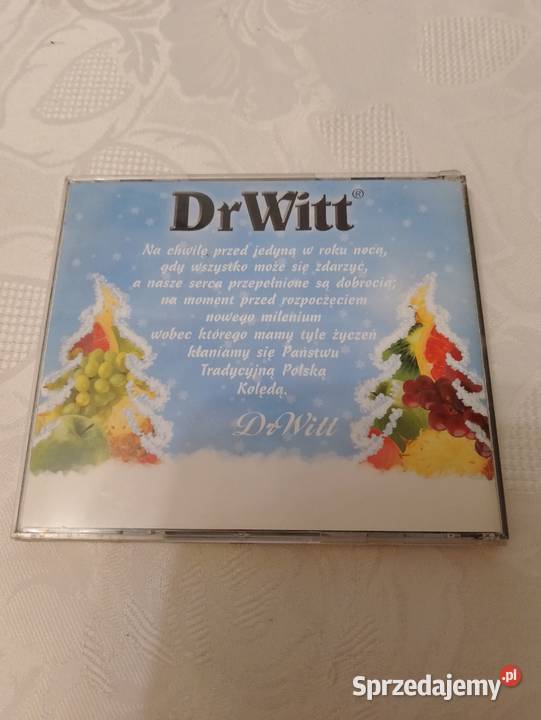 DrWitt®
Na chwilę przed jedyną w roku nocą,
gdy wszystko może się zdarzyć,
a nasze serca przepełnione są dobrocią;
na moment przed rozpoczęciem
nowego milenium
wobec którego mamy tyle życzeń
kłaniamy się Państwu
Tradycyjną Polską
Kolędą.
DrWitt
Sprzedajemy.pl